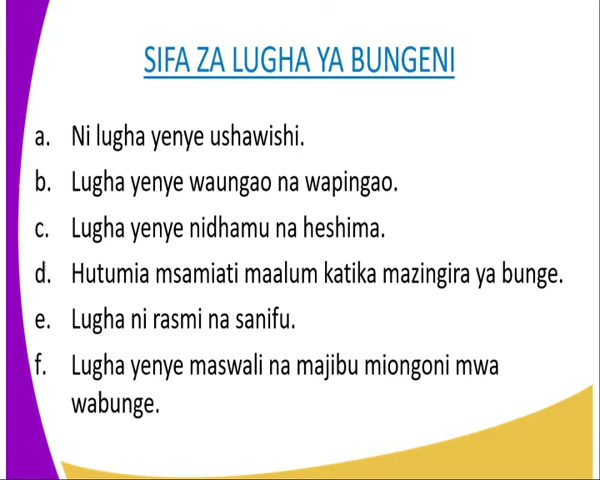 SIFA ZA LUGHA YA BUNGENI
a. Ni lugha yenye ushawishi.
b. Lugha yenye waungao na wapingao.
c. Lugha yenye nidhamu na heshima.
d. Hutumia msamiati maalum katika mazingira ya bunge.
e. Lugha ni rasmi na sanifu.
f. Lugha yenye maswali na majibu miongoni mwa
wabunge.